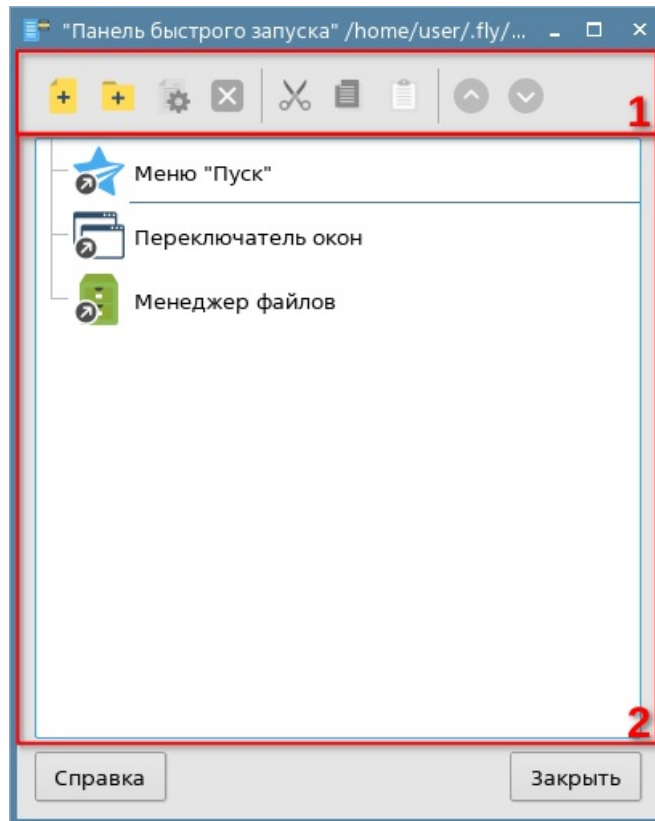 "Панель быстрого запуска" /home/user/.fly/...
1
Меню "Пуск"
Переключатель окон
Менеджер файлов
2
Справка
Закрыть